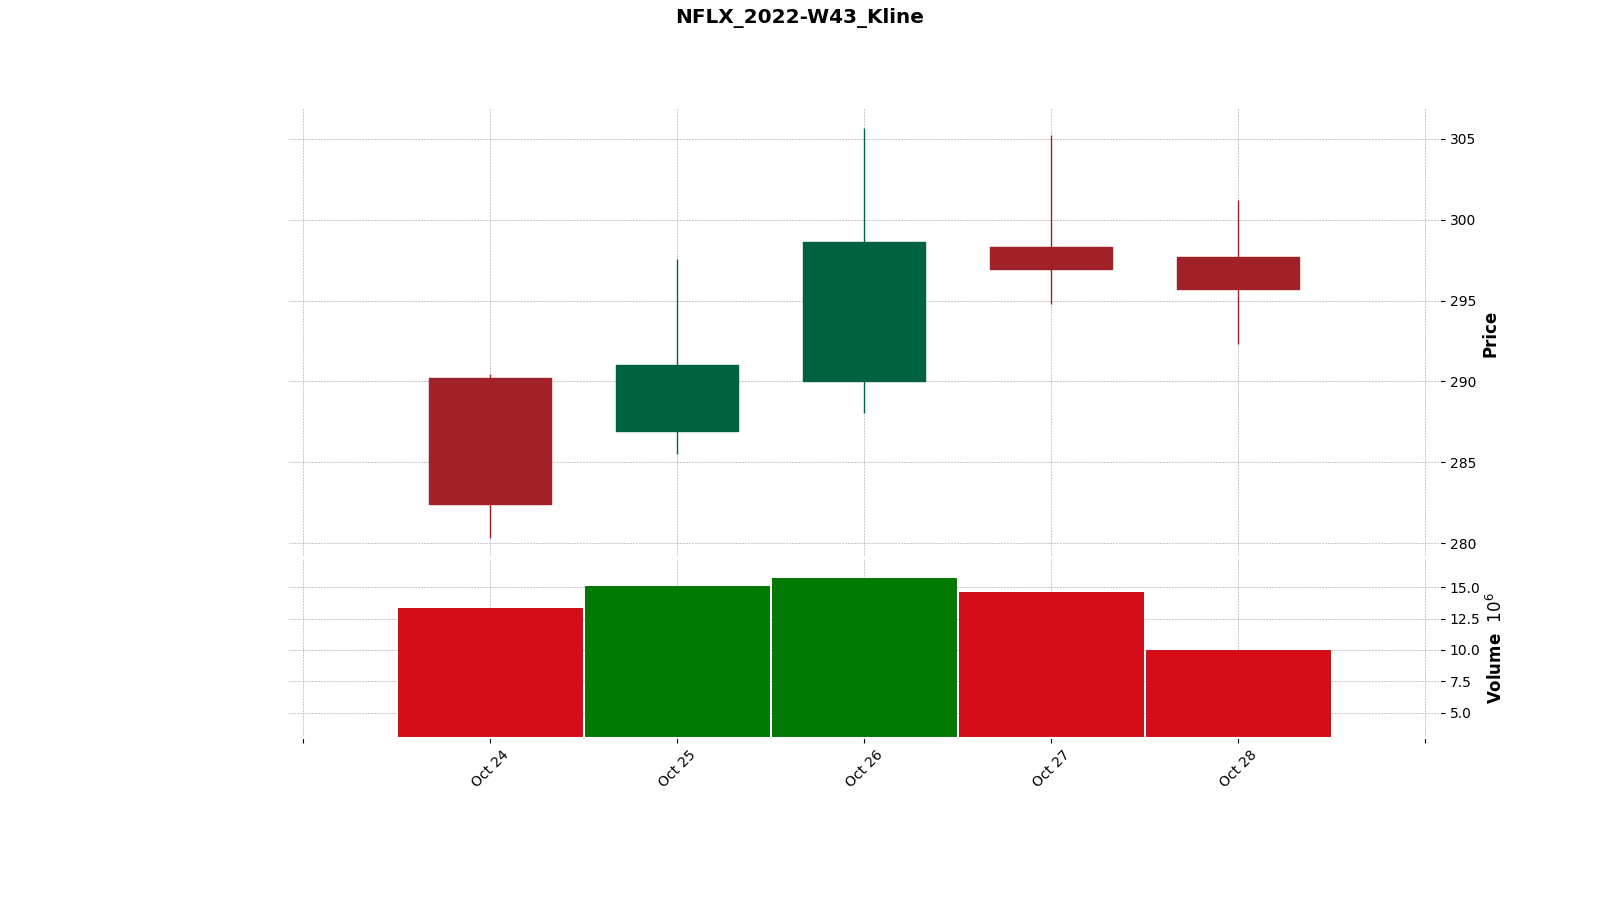 NFLX_2022-W43_Kline
305
300
295
290
285
280
Price
15.0
12.5
10.0
7.5
5.0
Volume 10^6
Oct 24
Oct 25
Oct 26
Oct 27
Oct 28